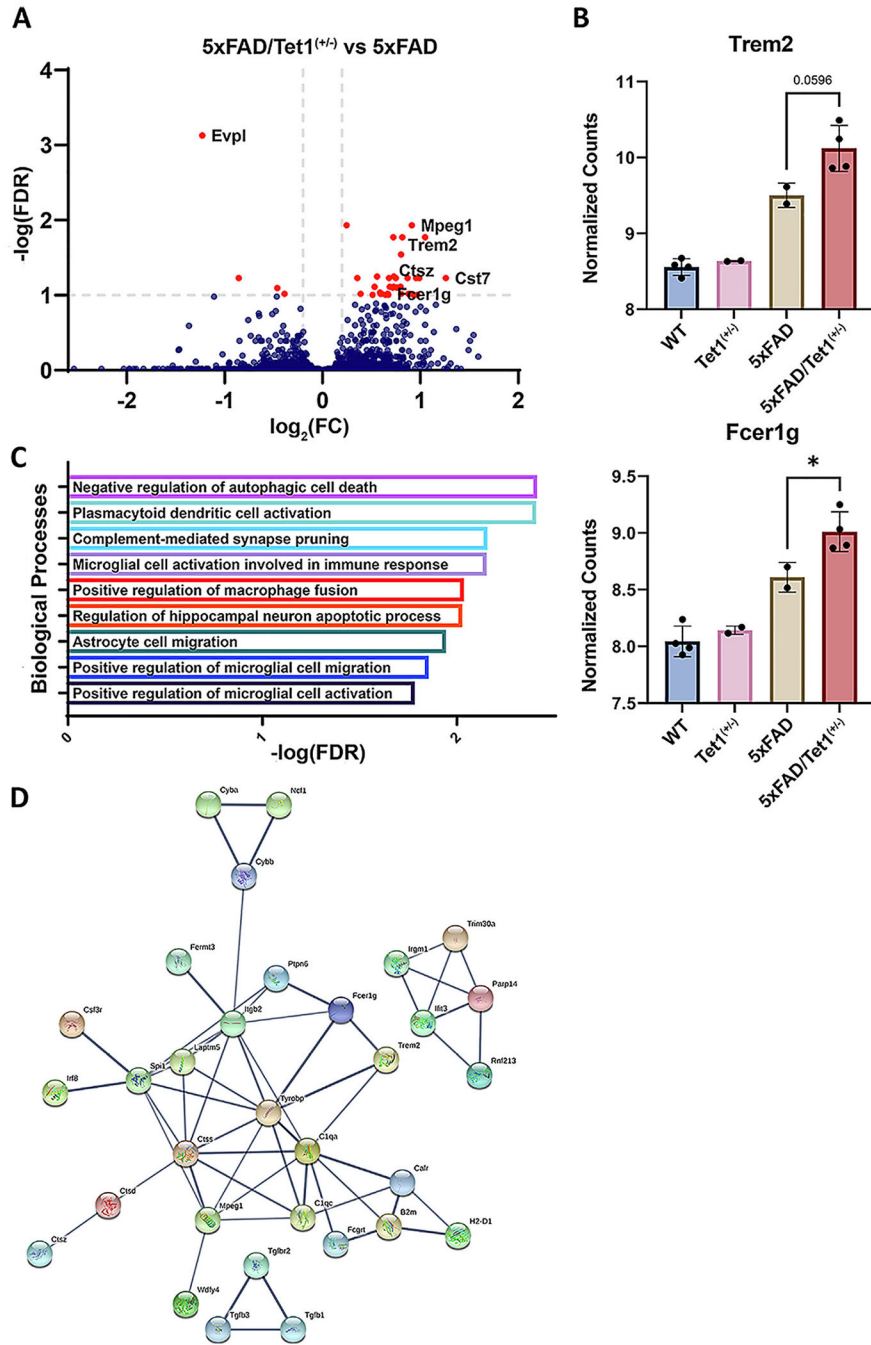 A
5xFAD/Tet1(+/-) vs 5xFAD
4
3
2
1
0
-log(FDR)
Evpl
Mpeg1
Trem2
Ctsz
Cst7
Fcer1g
-2
-1
0
1
2
log2(FC)
B
Trem2
0.0596
11
10
9
8
Normalized Counts
WT
Tet1(+/-)
5xFAD
5xFAD/Tet1(+/-)
Fcer1g
*
9.5
9.0
8.5
8.0
7.5
Normalized Counts
WT
Tet1(+/-)
5xFAD
5xFAD/Tet1(+/-)
C
Biological Processes
Negative regulation of autophagic cell death
Plasmacytoid dendritic cell activation
Complement-mediated synapse pruning
Microglial cell activation involved in immune response
Positive regulation of macrophage fusion
Regulation of hippocampal neuron apoptotic process
Astrocyte cell migration
Positive regulation of microglial cell migration
Positive regulation of microglial cell activation
0
1
2
-log(FDR)
D
Cyba
Ncf1
Cybb
Trim30a
Fermt3
Irgm1
Ptpn6
Parp14
Fcer1g
Csf3r
Itgb2
Ifit3
Laptm5
Trem2
Rnf213
Spi1
Irf8
Tyrobp
Ctss
C1qa
Calr
Ctsd
Mpeg1
C1qc
B2m
H2-D1
Ctsz
Fcgrt
Wdfy4
Tgfbr2
Tgfb3
Tgfb1